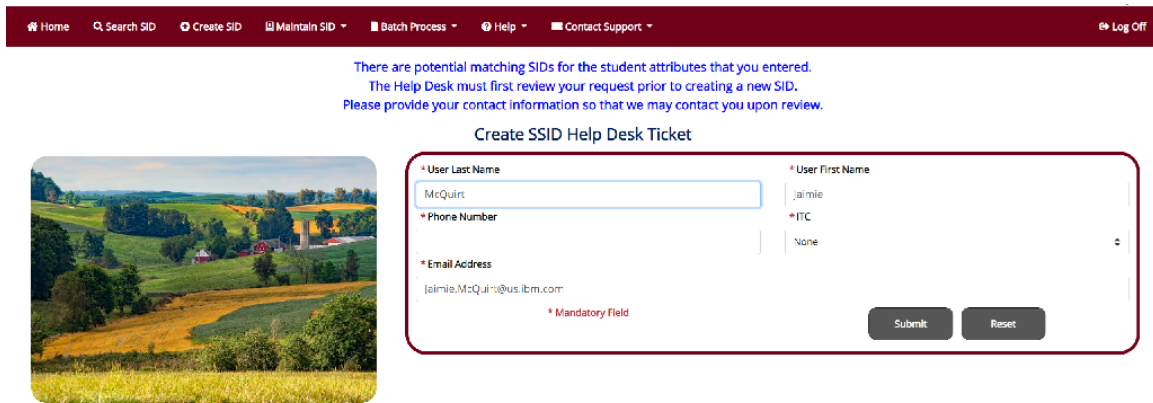 Home Search SID Create SID Maintain SID Batch Process Help Contact Support Log Off
There are potential matching SIDs for the student attributes that you entered.
The Help Desk must first review your request prior to creating a new SID.
Please provide your contact information so that we may contact you upon review.
Create SSID Help Desk Ticket
* User Last Name * User First Name
McQuirt jaimie
* Phone Number * ITC
None
* Email Address
Jaimie.McQuirt@us.ibm.com
* Mandatory Field
Submit Reset